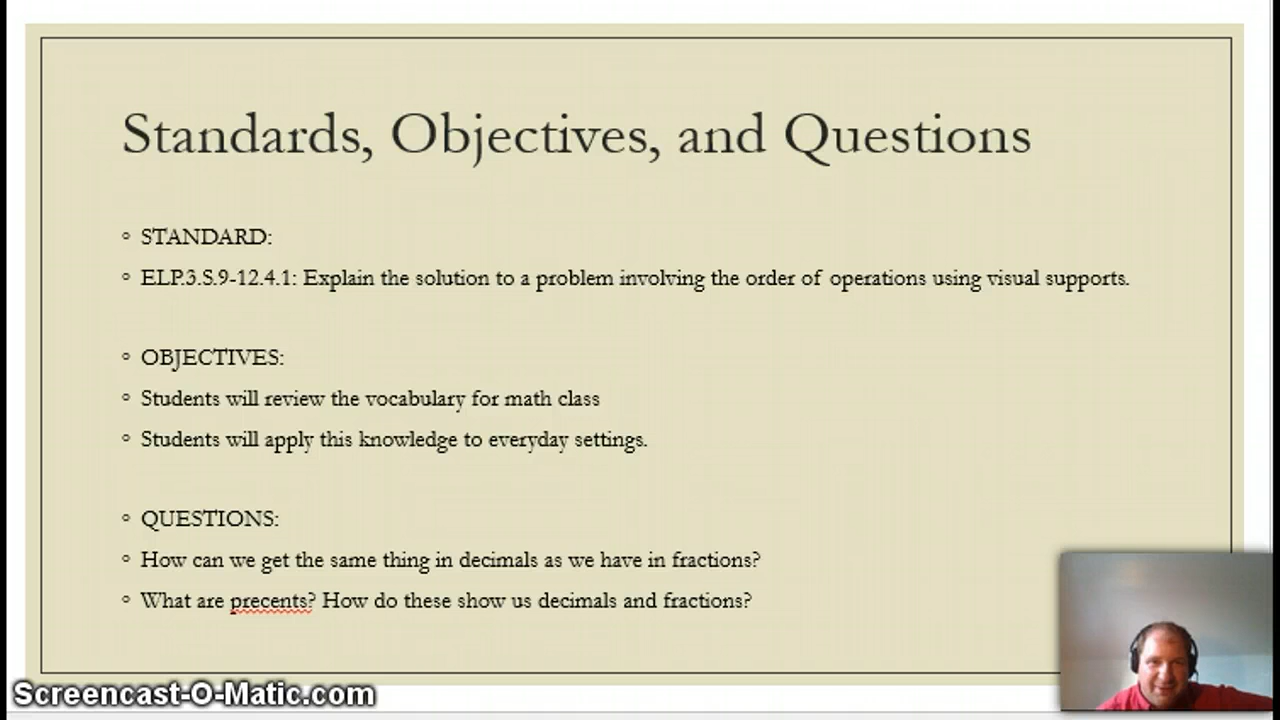 Standards, Objectives, and Questions
◦ STANDARD:
◦ ELP.3.S.9-12.4.1: Explain the solution to a problem involving the order of operations using visual supports.
◦ OBJECTIVES:
◦ Students will review the vocabulary for math class
◦ Students will apply this knowledge to everyday settings.
◦ QUESTIONS:
◦ How can we get the same thing in decimals as we have in fractions?
◦ What are precents? How do these show us decimals and fractions?
Screencast-O-Matic.com